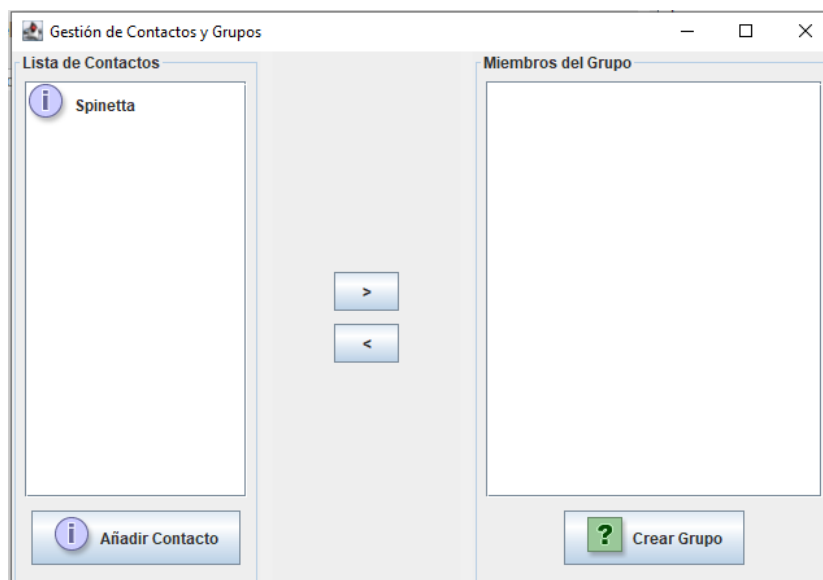 Gestión de Contactos y Grupos
Lista de Contactos
Miembros del Grupo
Spinetta
>
<
Añadir Contacto
Crear Grupo